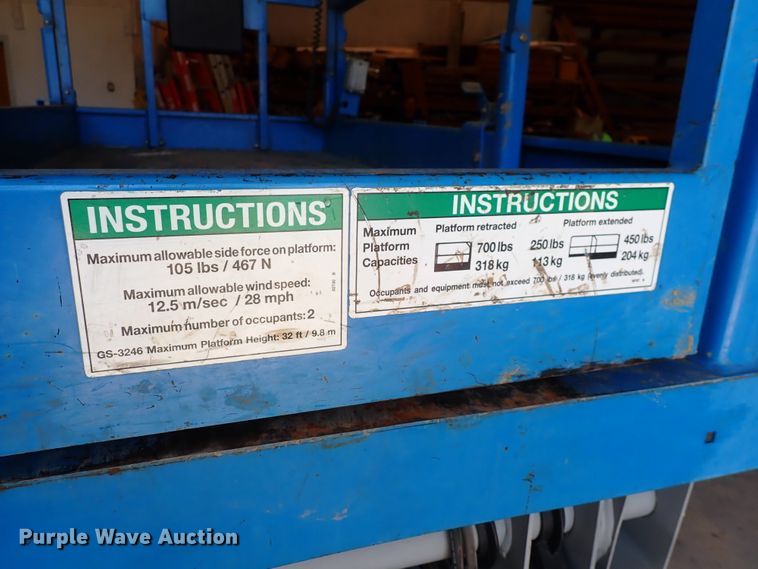 INSTRUCTIONS
Maximum allowable side force on platform:
105 lbs / 467 N
Maximum allowable wind speed:
12.5 m/sec / 28 mph
Maximum number of occupants: 2
GS-3246 Maximum Platform Height: 32 ft / 9.8 m
INSTRUCTIONS
Maximum Platform retracted Platform extended
Platform 700 lbs 250 lbs 450 lbs
Capacities 318 kg 113 kg 204 kg
Occupants and equipment must not exceed 700 lbs / 318 kg (evenly distributed).
Purple Wave Auction